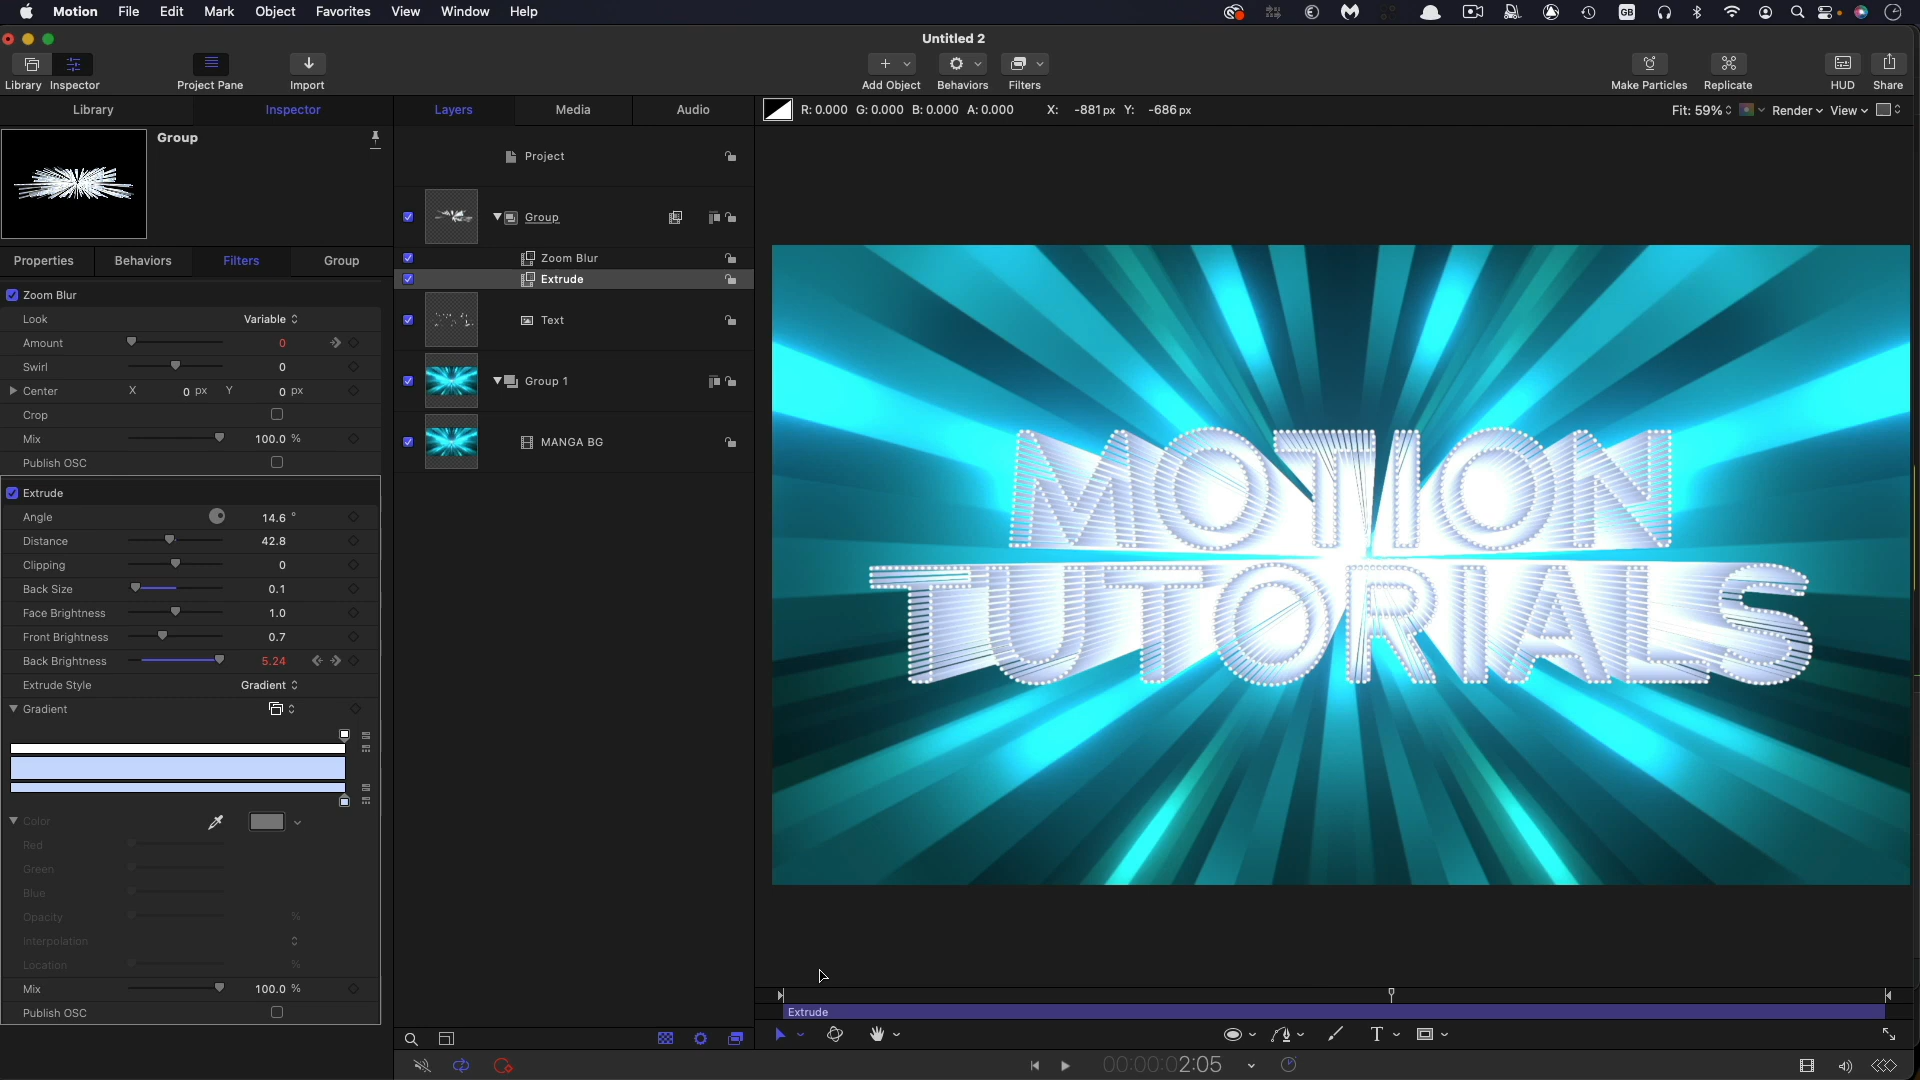 Motion File Edit Mark Object Favorites View Window Help
Untitled 2
Library Inspector Project Pane Import Add Object Behaviors Filters Make Particles Replicate HUD Share
Library Inspector Layers Media Audio R: 0.000 G: 0.000 B: 0.000 A: 0.000 X: -881 px Y: -686 px Fit: 59% Render View
Group
Project
Group
Properties Behaviors Filters Group
Zoom Blur
Extrude
Text
Group 1
MANGA BG
Zoom Blur
Look Variable
Amount 0
Swirl 0
Center X 0 px Y 0 px
Crop
Mix 100.0 %
Publish OSC
Extrude
Angle 14.6 °
Distance 42.8
Clipping 0
Back Size 0.1
Face Brightness 1.0
Front Brightness 0.7
Back Brightness 5.24
Extrude Style Gradient
Gradient
Color
Red
Green
Blue
Opacity %
Interpolation
Location %
Mix 100.0 %
Publish OSC
MOTION
TUTORIALS
Extrude
T
00:00:02:05
GB